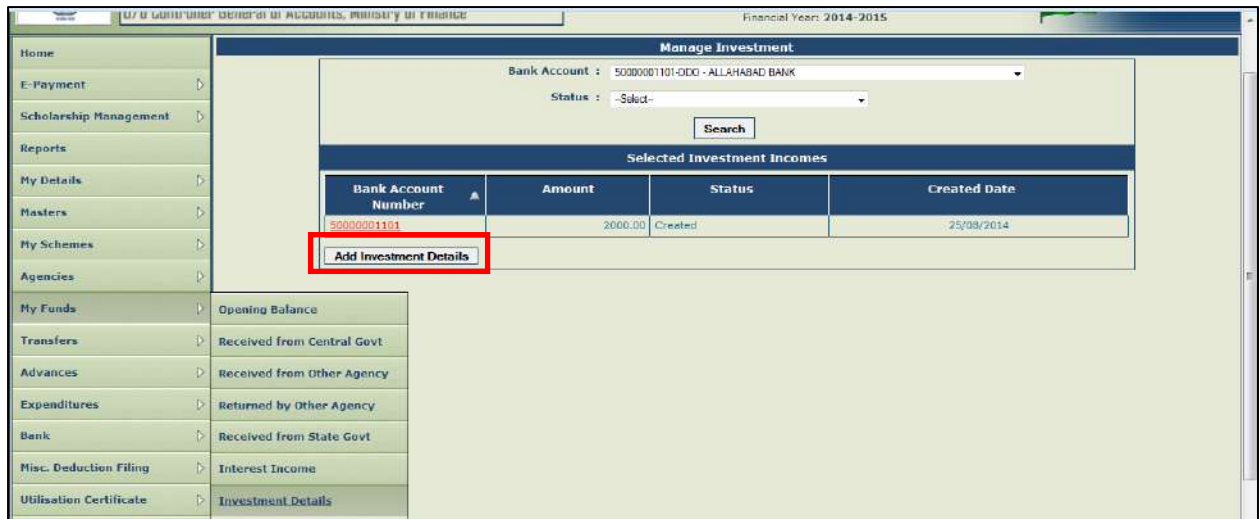 O/o Controller General of Accounts, Ministry of Finance
Financial Year: 2014-2015
Home
E-Payment
Scholarship Management
Reports
My Details
Masters
My Schemes
Agencies
My Funds
Transfers
Advances
Expenditures
Bank
Misc. Deduction Filing
Utilisation Certificate
Manage Investment
Bank Account : 50000001101-DDO - ALLAHABAD BANK
Status : --Select--
Search
Selected Investment Incomes
Bank Account Number Amount Status Created Date
50000001101 2000.00 Created 25/08/2014
Add Investment Details
Opening Balance
Received from Central Govt
Received from Other Agency
Returned by Other Agency
Received from State Govt
Interest Income
Investment Details